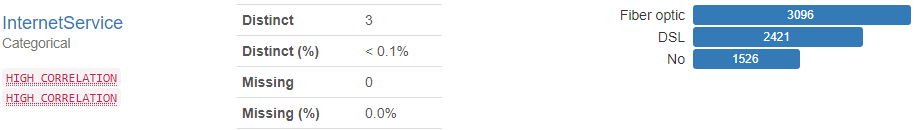 InternetService
Categorical
HIGH CORRELATION
HIGH CORRELATION
Distinct 3
Distinct (%) < 0.1%
Missing 0
Missing (%) 0.0%
Fiber optic 3096
DSL 2421
No 1526